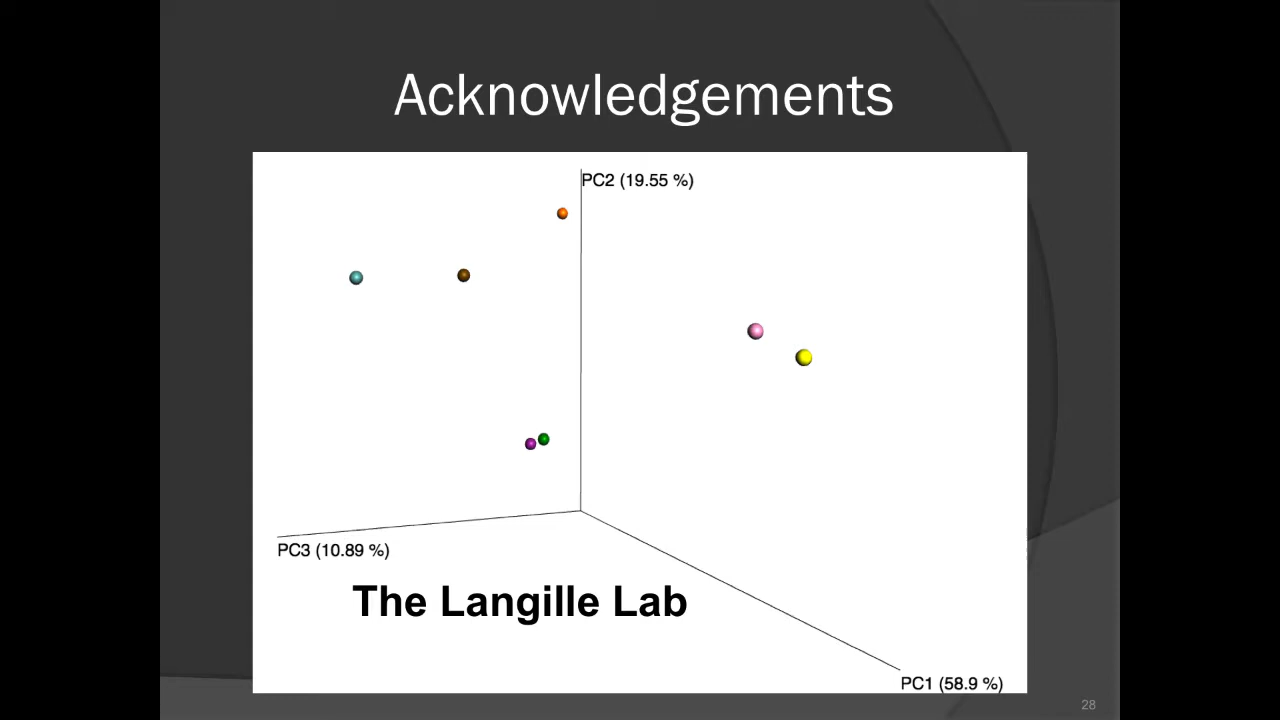 Acknowledgements
PC2 (19.55 %)
PC3 (10.89 %)
The Langille Lab
PC1 (58.9 %)
28